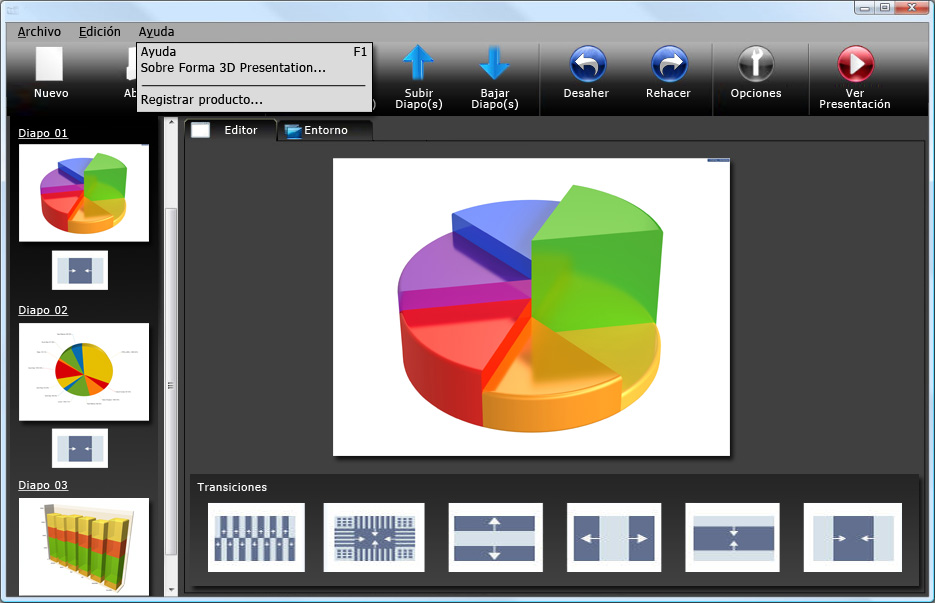 Archivo Edición Ayuda
Ayuda F1
Sobre Forma 3D Presentation...
Registrar producto...
Nuevo
Ab
Subir
Diapo(s)
Bajar
Diapo(s)
Desaher
Rehacer
Opciones
Ver
Presentación
Diapo 01
Diapo 02
Diapo 03
Editor
Entorno
Transiciones